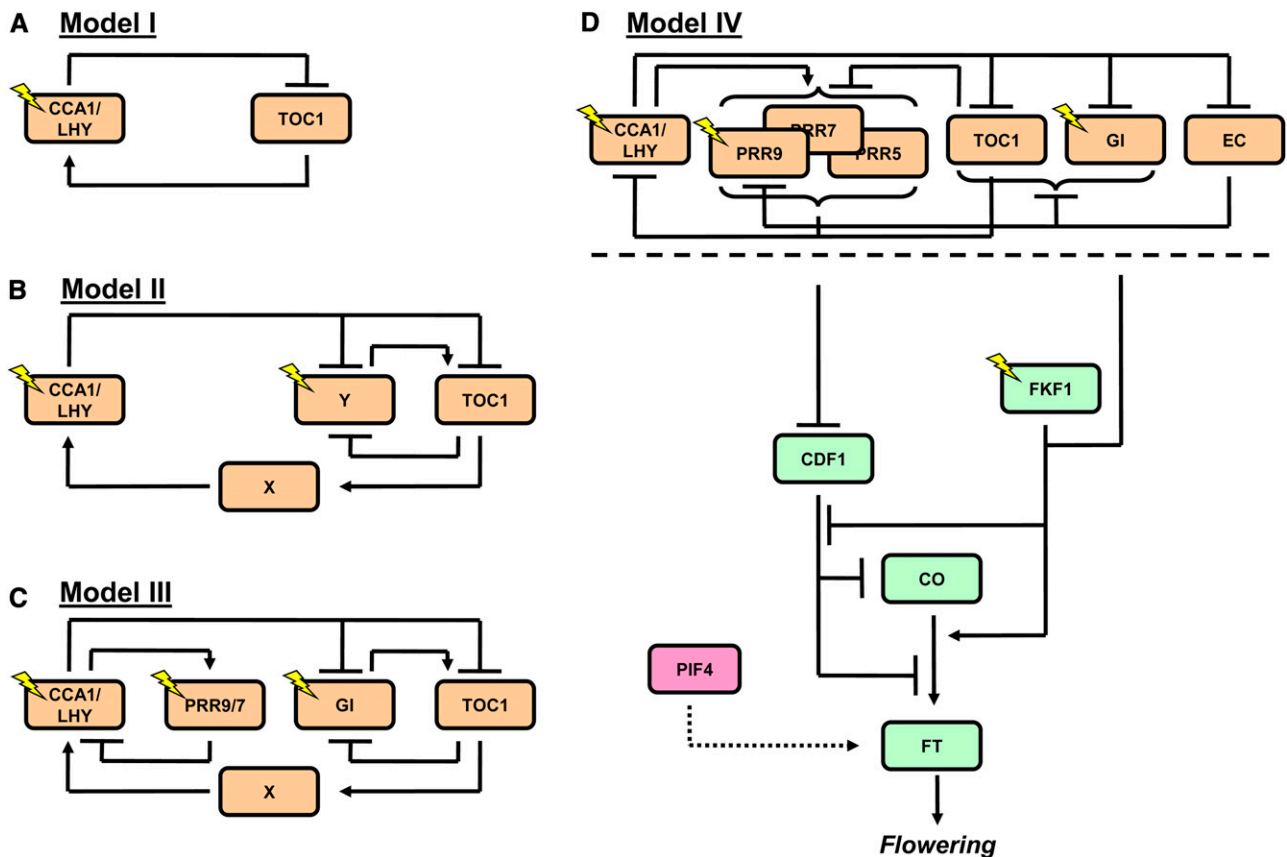 A Model I
CCA1/
LHY
TOC1
B Model II
CCA1/
LHY
Y
TOC1
X
C Model III
CCA1/
LHY
PRR9/7
GI
TOC1
X
D Model IV
CCA1/
LHY
PRR9
PRR7
PRR5
TOC1
GI
EC
FKF1
CDF1
CO
PIF4
FT
Flowering